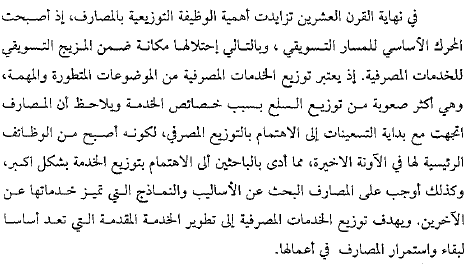 في نهاية القرن العشرين تزايدت أهمية الوظيفة التوزيعية بالمصارف، إذ أصبحت
المحرك الأساسي للمسار التسويقي ، وبالتالي إحتلالها مكانة ضمن المزيج التسويقي
للخدمات المصرفية. إذ يعتبر توزيع الخدمات المصرفية من الموضوعات المتطورة والمهمة،
وهي أكثر صعوبة من توزيع السلع بسبب خصائص الخدمة ويلاحظ أن المصارف
اتجهت مع بداية التسعينات إلى الاهتمام بالتوزيع المصرفي، لكونه أصبح من الوظائف
الرئيسية لها في الآونة الاخيرة، مما أدى بالباحثين ألى الاهتمام بتوزيع الخدمة بشكل اكبر،
وكذلك أوجب على المصارف البحث عن الأساليب والنماذج التي تميز خدماتها عن
الآخرين. ويهدف توزيع الخدمات المصرفية إلى تطوير الخدمة المقدمة التي تعد أساسا
لبقاء واستمرار المصارف في أعمالها.